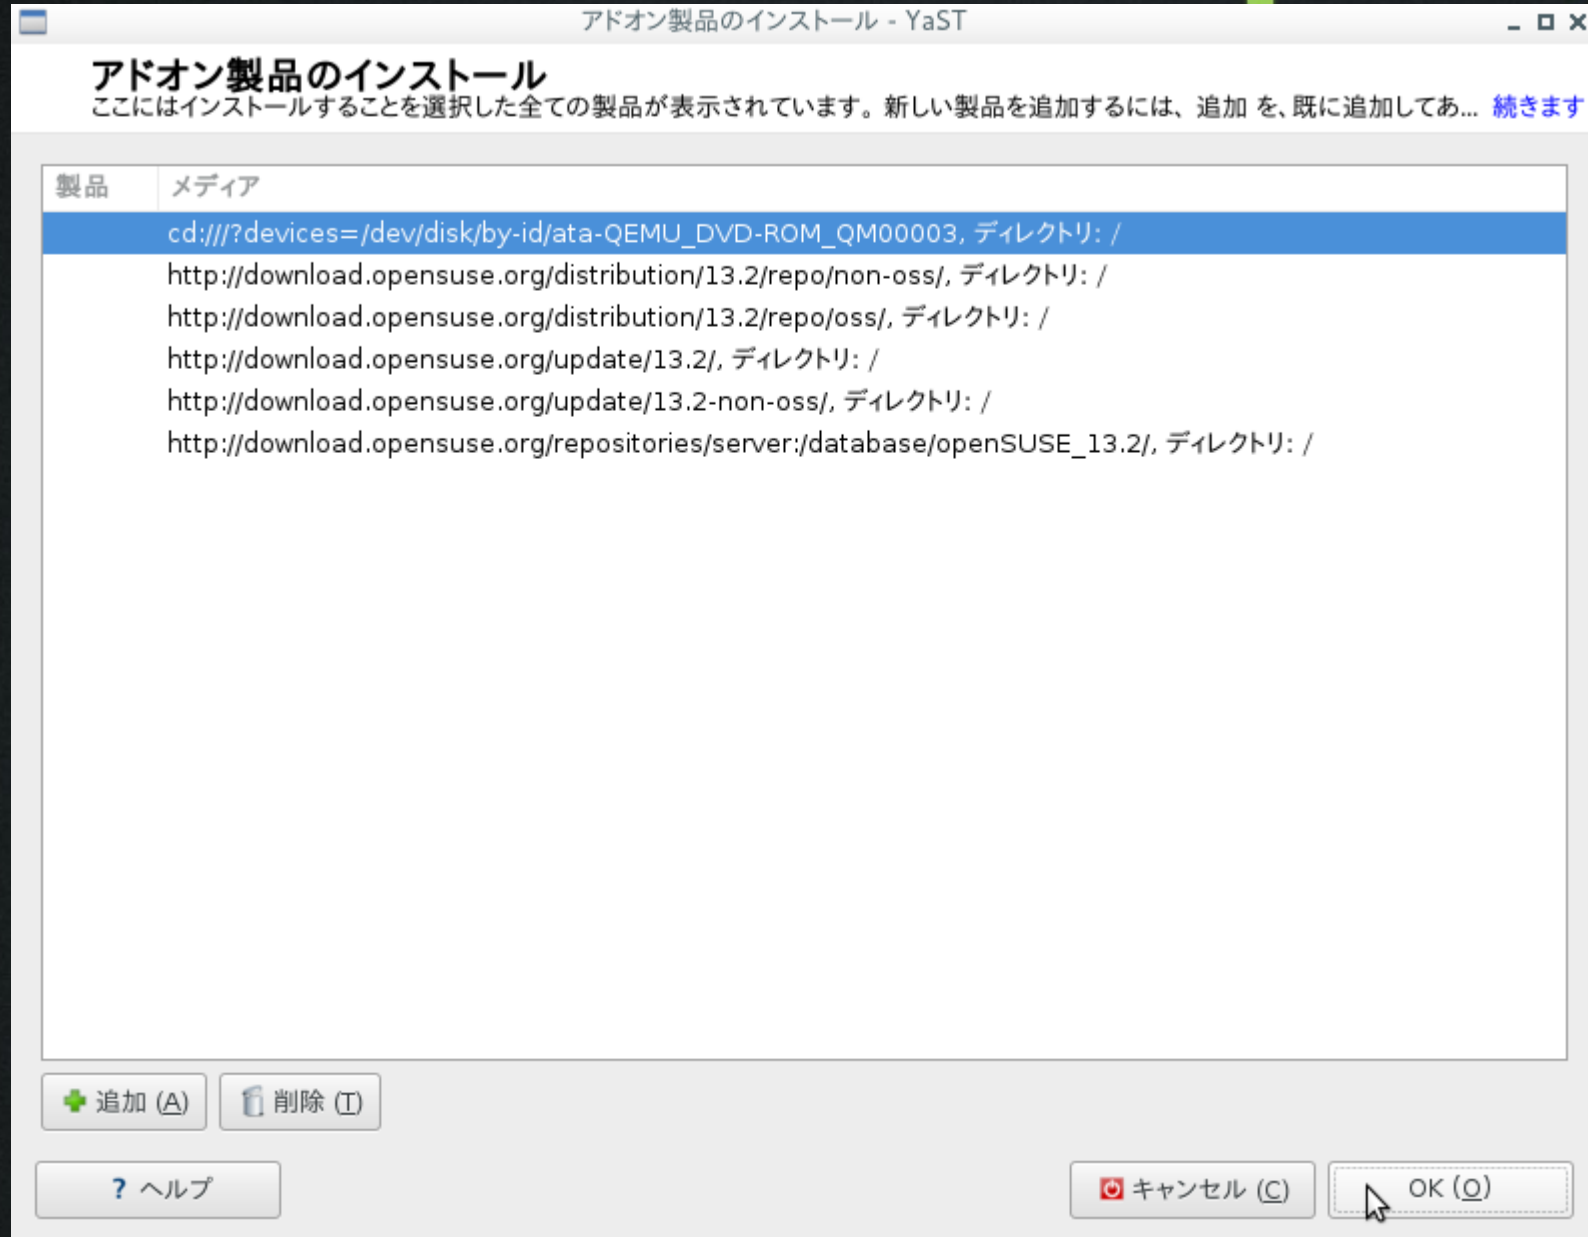 アドオン製品のインストール - YaST
アドオン製品のインストール
ここにはインストールすることを選択した全ての製品が表示されています。新しい製品を追加するには、追加 を、既に追加してあ... 続きます
製品 メディア
cd:///?devices=/dev/disk/by-id/ata-QEMU_DVD-ROM_QM00003, ディレクトリ: /
http://download.opensuse.org/distribution/13.2/repo/non-oss/, ディレクトリ: /
http://download.opensuse.org/distribution/13.2/repo/oss/, ディレクトリ: /
http://download.opensuse.org/update/13.2/, ディレクトリ: /
http://download.opensuse.org/update/13.2-non-oss/, ディレクトリ: /
http://download.opensuse.org/repositories/server:/database/openSUSE_13.2/, ディレクトリ: /
追加 (A) 削除 (T)
? ヘルプ キャンセル (C) OK (O)